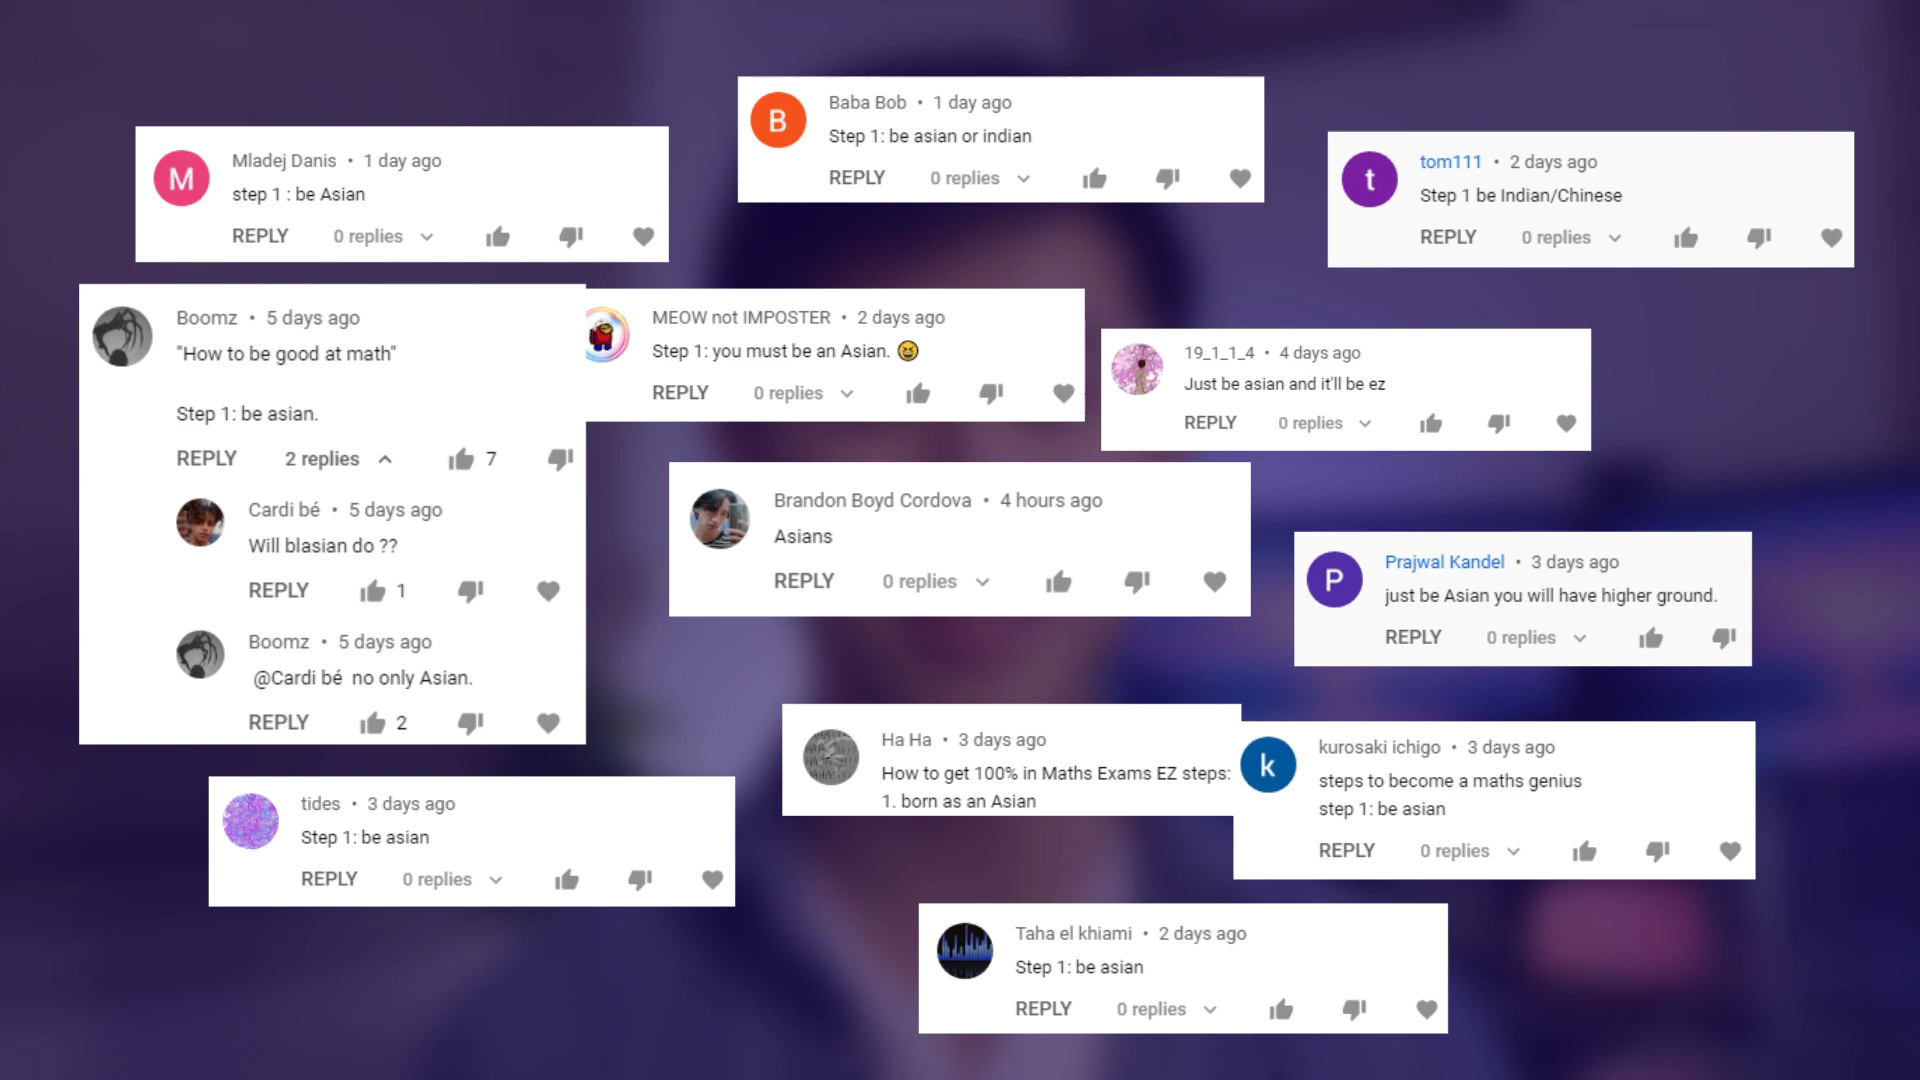 Baba Bob • 1 day ago
Step 1: be asian or indian
REPLY 0 replies
Mladej Danis • 1 day ago
step 1 : be Asian
REPLY 0 replies
tom111 • 2 days ago
Step 1 be Indian/Chinese
REPLY 0 replies
Boomz • 5 days ago
"How to be good at math"
Step 1: be asian.
REPLY 2 replies 7
Cardi bé • 5 days ago
Will blasian do ??
REPLY 1
Boomz • 5 days ago
@Cardi bé no only Asian.
REPLY 2
MEOW not IMPOSTER • 2 days ago
Step 1: you must be an Asian. 😆
REPLY 0 replies
19_1_1_4 • 4 days ago
Just be asian and it'll be ez
REPLY 0 replies
Brandon Boyd Cordova • 4 hours ago
Asians
REPLY 0 replies
Prajwal Kandel • 3 days ago
just be Asian you will have higher ground.
REPLY 0 replies
Ha Ha • 3 days ago
How to get 100% in Maths Exams EZ steps:
1. born as an Asian
kurosaki ichigo • 3 days ago
steps to become a maths genius
step 1: be asian
REPLY 0 replies
tides • 3 days ago
Step 1: be asian
REPLY 0 replies
Taha el khiami • 2 days ago
Step 1: be asian
REPLY 0 replies
B
M
t
P
k